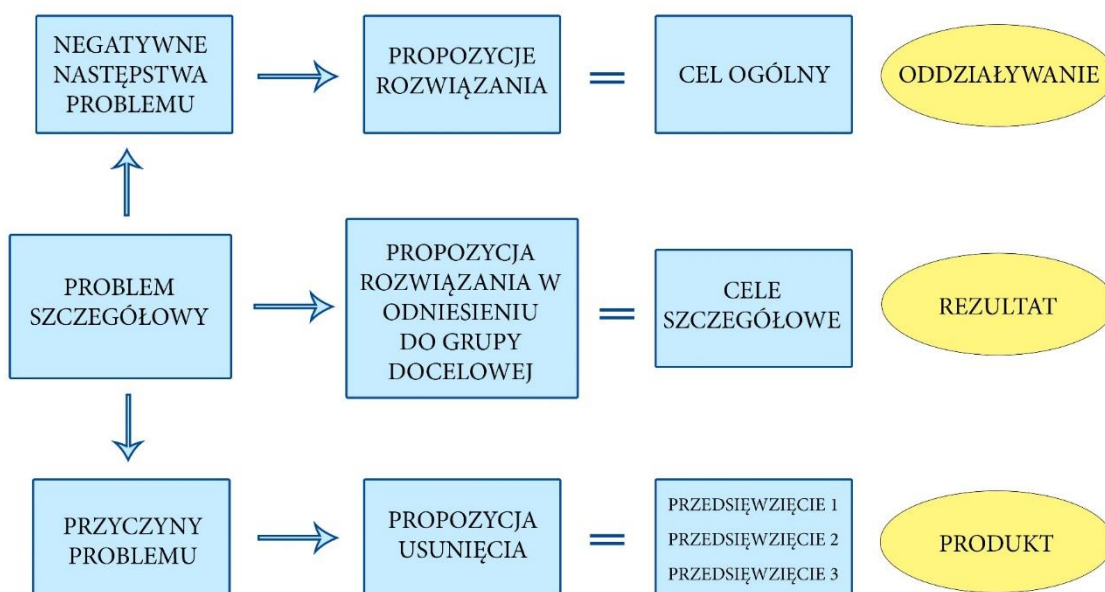 NEGATYWNE
NASTĘPSTWA
PROBLEMU
PROPOZYCJE
ROZWIĄZANIA
=
CEL OGÓLNY
ODDZIAŁYWANIE
PROBLEM
SZCZEGÓŁOWY
PROPOZYCJA
ROZWIĄZANIA W
ODNIESIENIU
DO GRUPY
DOCELOWEJ
=
CELE
SZCZEGÓŁOWE
REZULTAT
PRZYCZYNY
PROBLEMU
PROPOZYCJA
USUNIĘCIA
=
PRZEDSIĘWZIĘCIE 1
PRZEDSIĘWZIĘCIE 2
PRZEDSIĘWZIĘCIE 3
PRODUKT